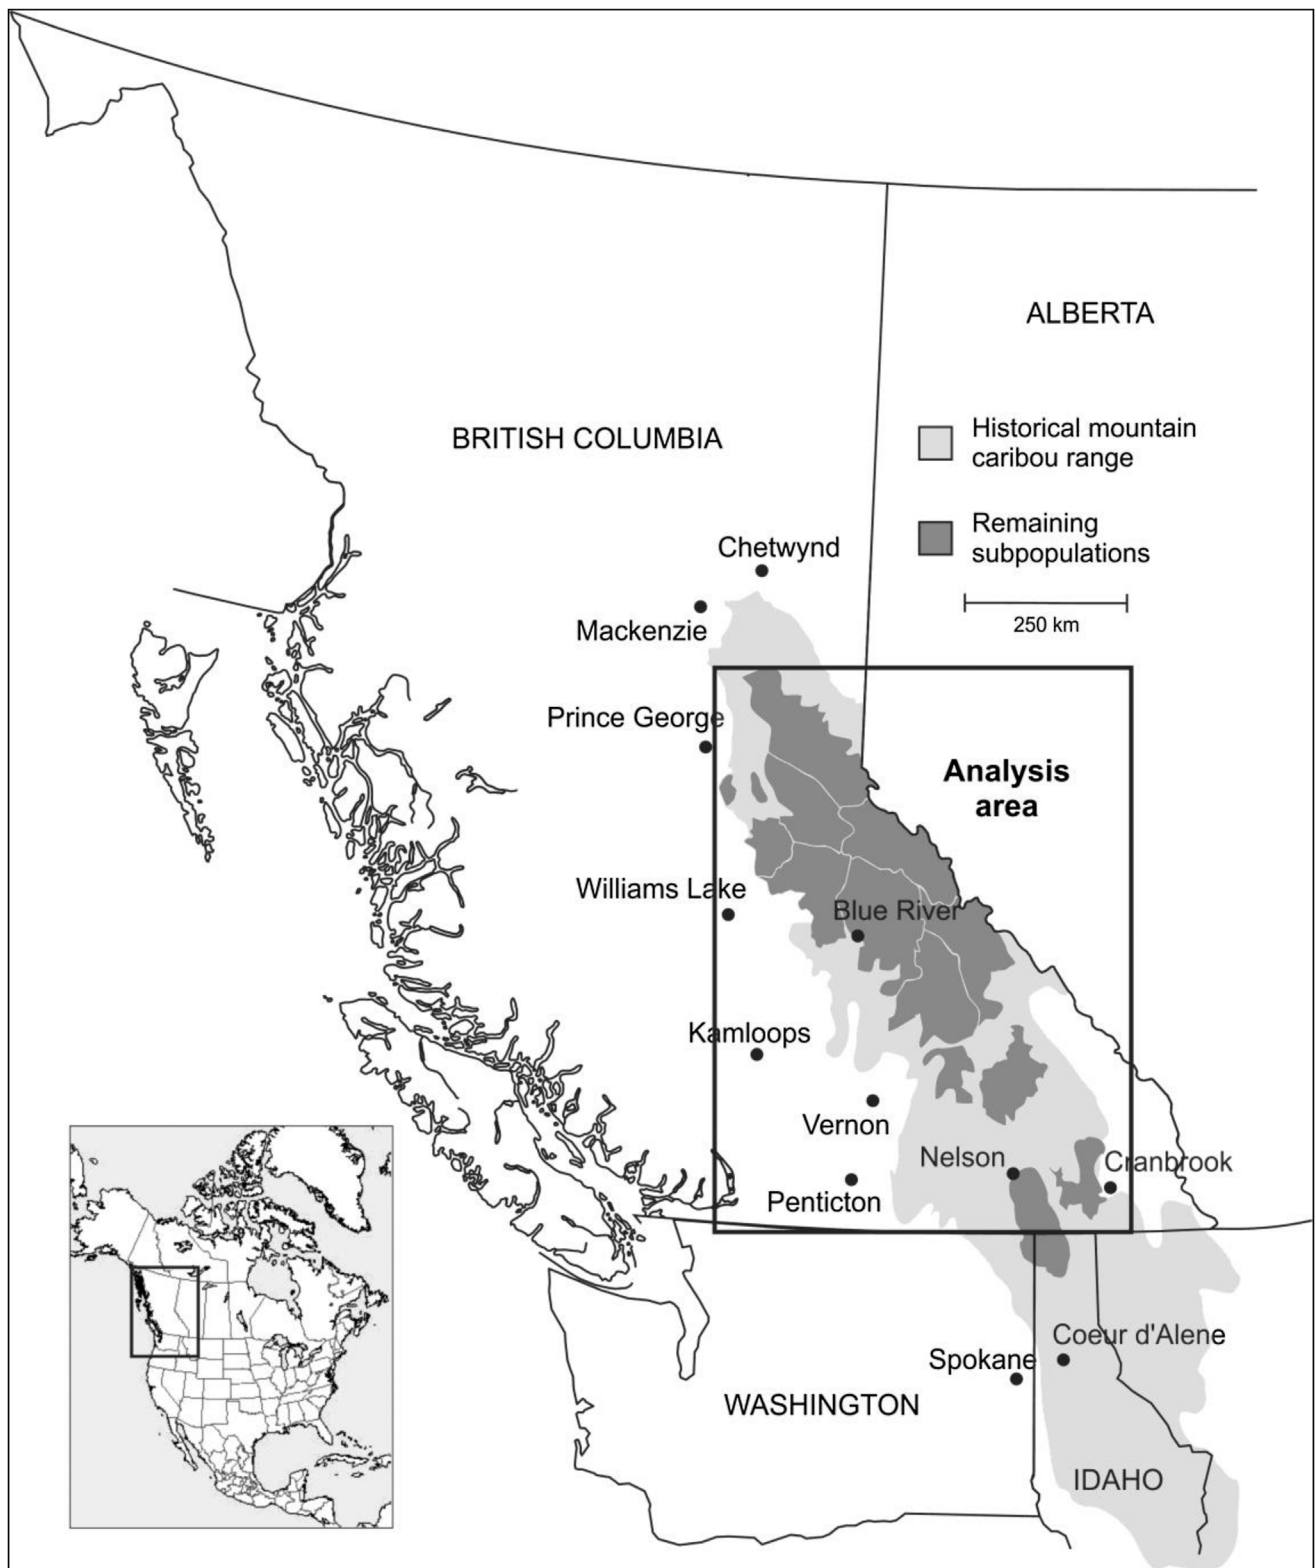 ALBERTA
Historical mountain
caribou range
BRITISH COLUMBIA
Remaining
subpopulations
Chetwynd
250 km
Mackenzie
Prince George
Analysis
area
Williams Lake
Blue River
Kamloops
Vernon
Nelson
Cranbrook
Penticton
Coeur d'Alene
Spokane
WASHINGTON
IDAHO